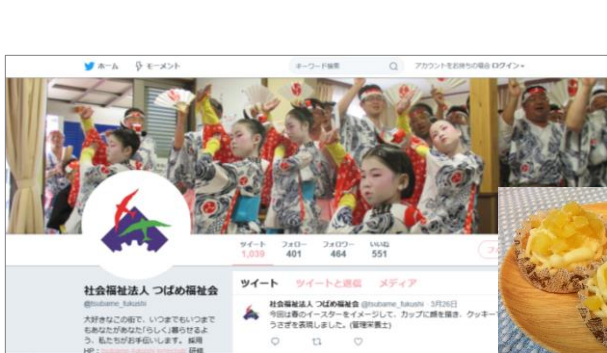 ホーム モーメント キーワード検索 アカウントをお持ちの場合 ログイン
ツイート フォロー フォロワー いいね
1,039 401 464 551
社会福祉法人 つばめ福祉会
@tsubame_fukushi
大好きなこの街で、いつまでもいつまで
もあなたがあなた「らしく」暮らせるよ
う、私たちがお手伝いします。 採用
HP: 研修
ツイート ツイートと返信 メディア
社会福祉法人 つばめ福祉会 @tsubame_fukushi · 3月26日
今回は春のイースターをイメージして、カップに顔を描き、クッキー
うさぎを表現しました。(管理栄養士)